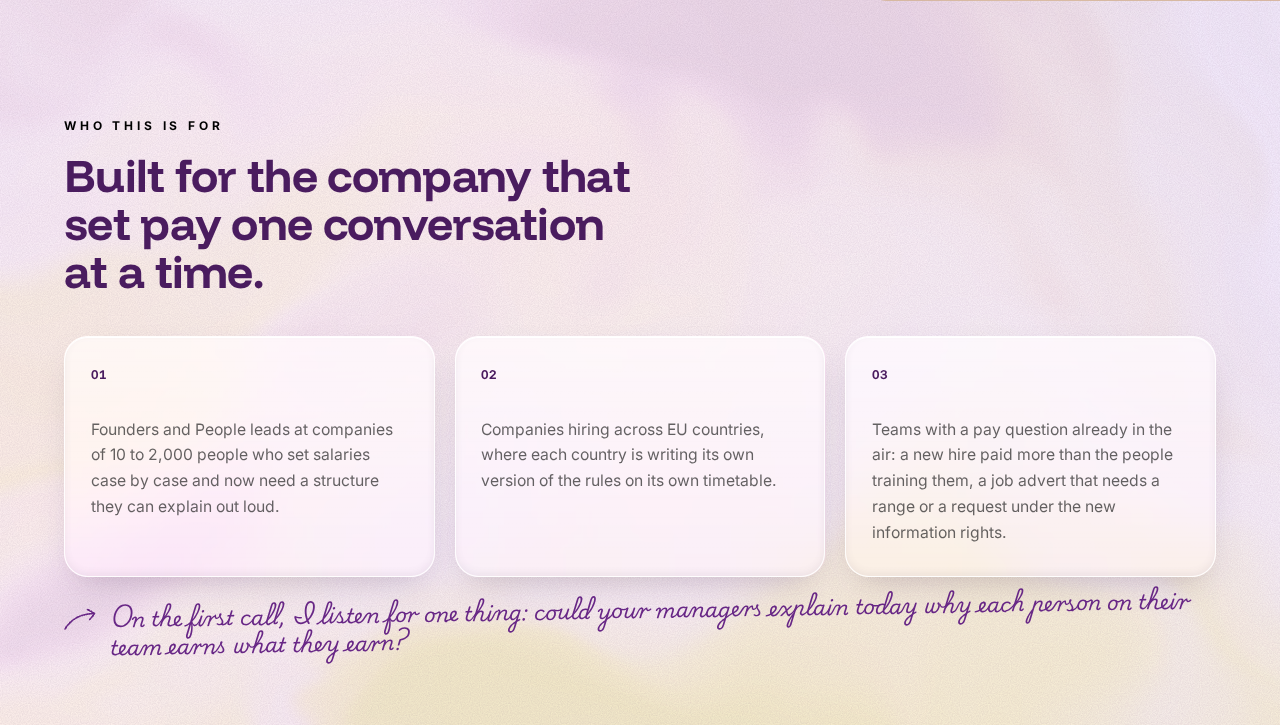 WHO THIS IS FOR
Built for the company that
set pay one conversation
at a time.
01
Founders and People leads at companies
of 10 to 2,000 people who set salaries
case by case and now need a structure
they can explain out loud.
02
Companies hiring across EU countries,
where each country is writing its own
version of the rules on its own timetable.
03
Teams with a pay question already in the
air: a new hire paid more than the people
training them, a job advert that needs a
range or a request under the new
information rights.
On the first call, I listen for one thing: could your managers explain today why each person on their
team earns what they earn?